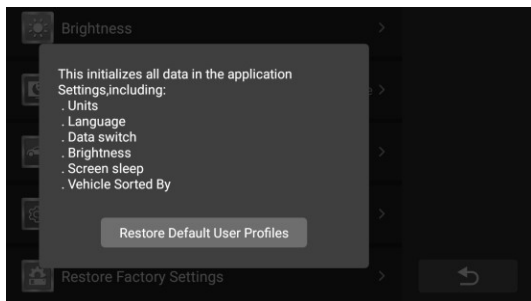 Brightness
This initializes all data in the application
Settings,including:
. Units
. Language
. Data switch
. Brightness
. Screen sleep
. Vehicle Sorted By
Restore Default User Profiles
Restore Factory Settings